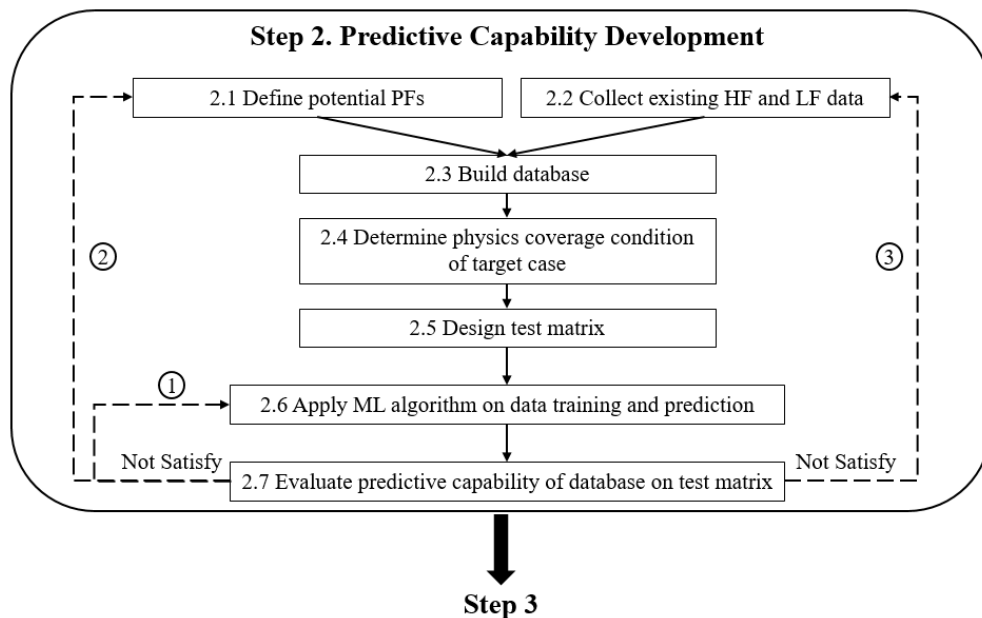 Step 2. Predictive Capability Development
2.1 Define potential PFs
2.2 Collect existing HF and LF data
2.3 Build database
2.4 Determine physics coverage condition
of target case
②
③
2.5 Design test matrix
①
2.6 Apply ML algorithm on data training and prediction
Not Satisfy
Not Satisfy
2.7 Evaluate predictive capability of database on test matrix
Step 3